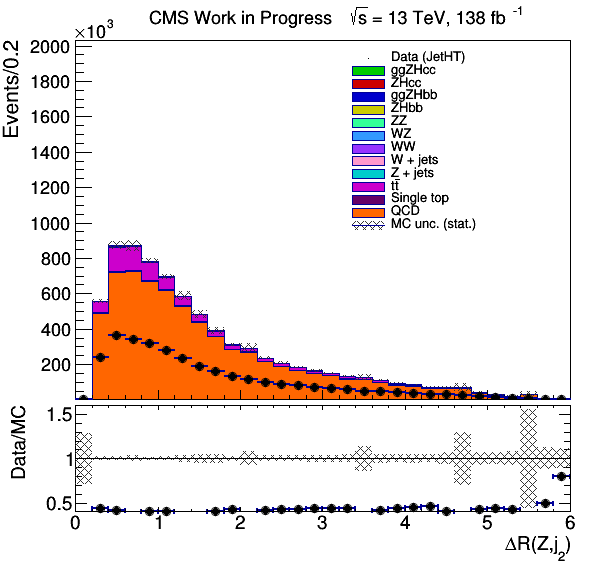 CMS Work in Progress √s = 13 TeV, 138 fb⁻¹
×10³
Events/0.2
2000
1800
1600
1400
1200
1000
800
600
400
200
Data (JetHT)
ggZHcc
ZHcc
ggZHbb
ZHbb
ZZ
WZ
WW
W + jets
Z + jets
tt̄
Single top
QCD
MC unc. (stat.)
Data/MC
1.5
1
0.5
0 1 2 3 4 5 6
ΔR(Z,j₂)